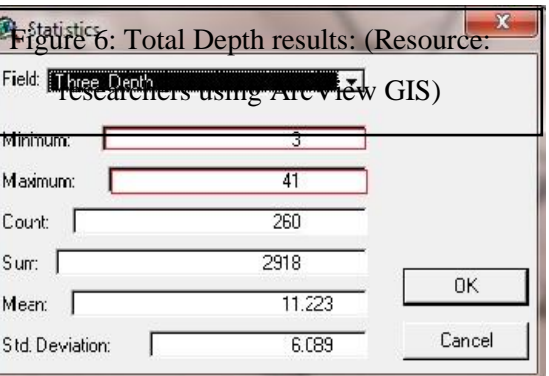 Statistics
Figure 6: Total Depth results: (Resource:
Field: Three_Depth
researchers using ArcView GIS)
Minimum: 3
Maximum: 41
Count: 260
Sum: 2918
Mean: 11.223
Std. Deviation: 6.089
OK
Cancel